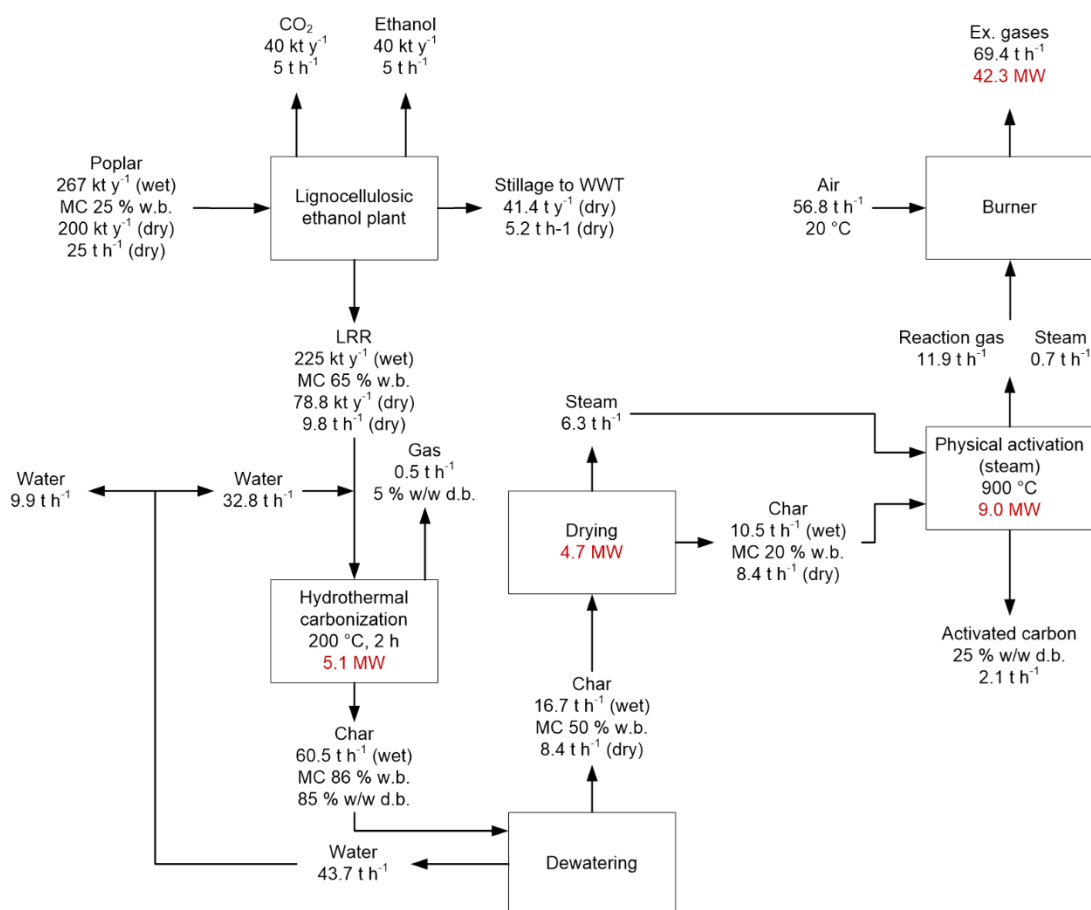 CO₂
40 kt y⁻¹
5 t h⁻¹
Ethanol
40 kt y⁻¹
5 t h⁻¹
Ex. gases
69.4 t h⁻¹
42.3 MW
Poplar
267 kt y⁻¹ (wet)
MC 25 % w.b.
200 kt y⁻¹ (dry)
25 t h⁻¹ (dry)
Lignocellulosic
ethanol plant
Stillage to WWT
41.4 t y⁻¹ (dry)
5.2 t h-1 (dry)
Air
56.8 t h⁻¹
20 °C
Burner
LRR
225 kt y⁻¹ (wet)
MC 65 % w.b.
78.8 kt y⁻¹ (dry)
9.8 t h⁻¹ (dry)
Reaction gas
11.9 t h⁻¹
Steam
0.7 t h⁻¹
Water
9.9 t h⁻¹
Water
32.8 t h⁻¹
Gas
0.5 t h⁻¹
5 % w/w d.b.
Steam
6.3 t h⁻¹
Physical activation
(steam)
900 °C
9.0 MW
Drying
4.7 MW
Char
10.5 t h⁻¹ (wet)
MC 20 % w.b.
8.4 t h⁻¹ (dry)
Hydrothermal
carbonization
200 °C, 2 h
5.1 MW
Activated carbon
25 % w/w d.b.
2.1 t h⁻¹
Char
16.7 t h⁻¹ (wet)
MC 50 % w.b.
8.4 t h⁻¹ (dry)
Char
60.5 t h⁻¹ (wet)
MC 86 % w.b.
85 % w/w d.b.
Water
43.7 t h⁻¹
Dewatering